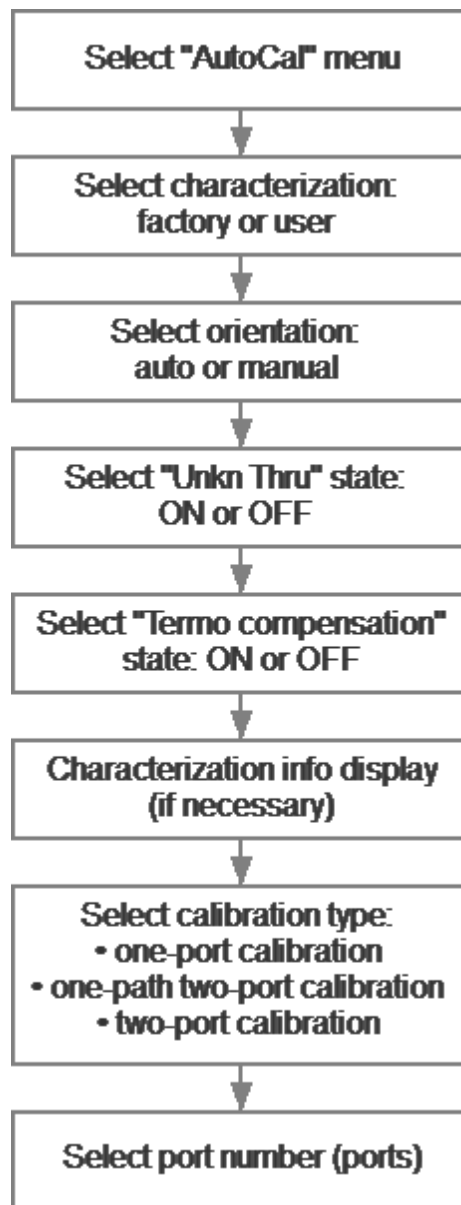 Select "AutoCal" menu
Select characterization:
factory or user
Select orientation:
auto or manual
Select "Unkn Thru" state:
ON or OFF
Select "Termo compensation"
state: ON or OFF
Characterization info display
(if necessary)
Select calibration type:
• one-port calibration
• one-path two-port calibration
• two-port calibration
Select port number (ports)